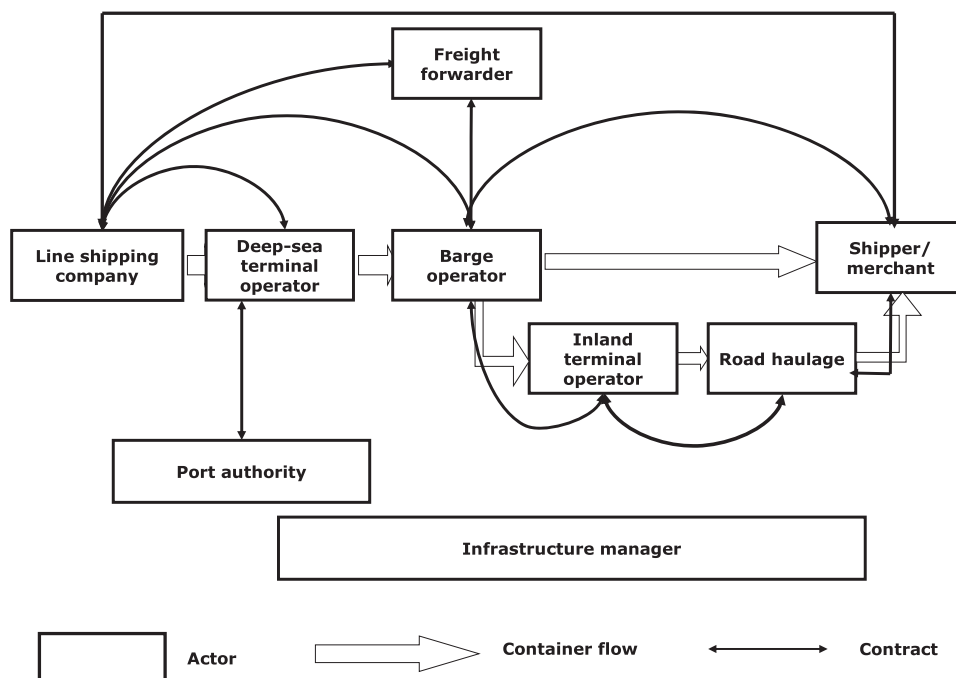 Freight
forwarder
Line shipping
company
Deep-sea
terminal
operator
Barge
operator
Shipper/
merchant
Inland
terminal
operator
Road haulage
Port authority
Infrastructure manager
Actor
Container flow
Contract